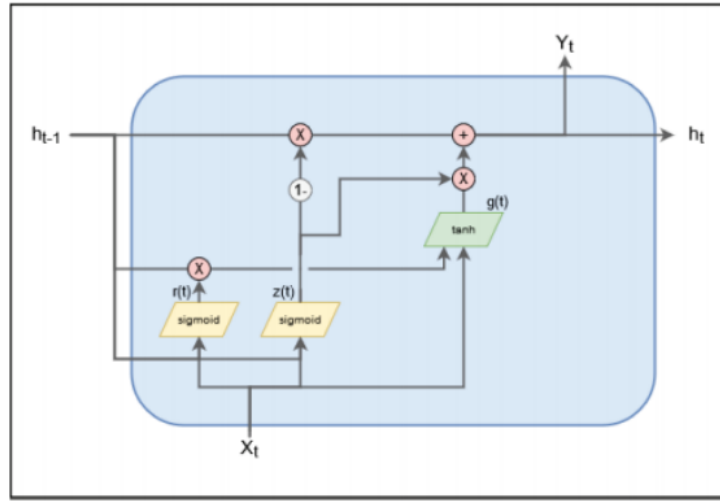 Yt
ht-1
X
+
ht
1-
X
g(t)
tanh
X
r(t)
z(t)
sigmoid
sigmoid
Xt